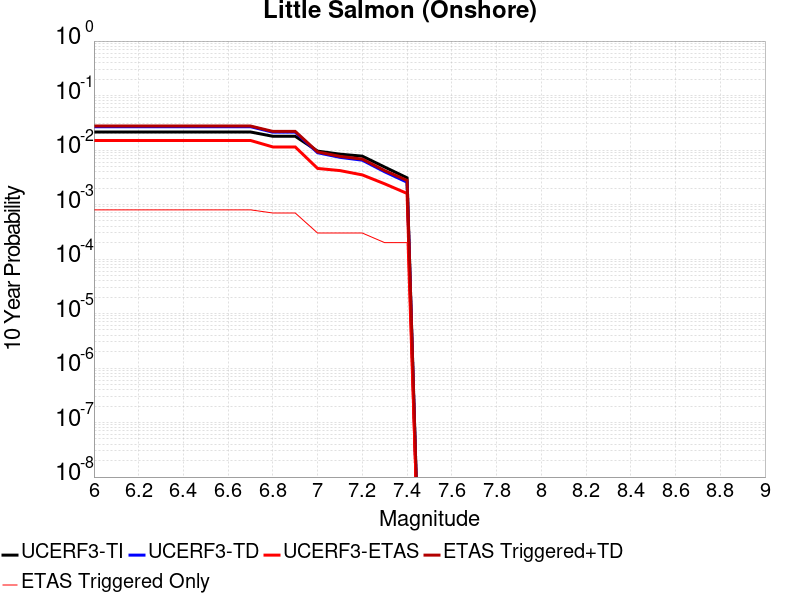 Little Salmon (Onshore)
10 0
10 -1
10 -2
10 -3
10 -4
10 -5
10 -6
10 -7
10 -8
10 Year Probability
6 6.2 6.4 6.6 6.8 7 7.2 7.4 7.6 7.8 8 8.2 8.4 8.6 8.8 9
Magnitude
UCERF3-TI UCERF3-TD UCERF3-ETAS ETAS Triggered+TD
ETAS Triggered Only